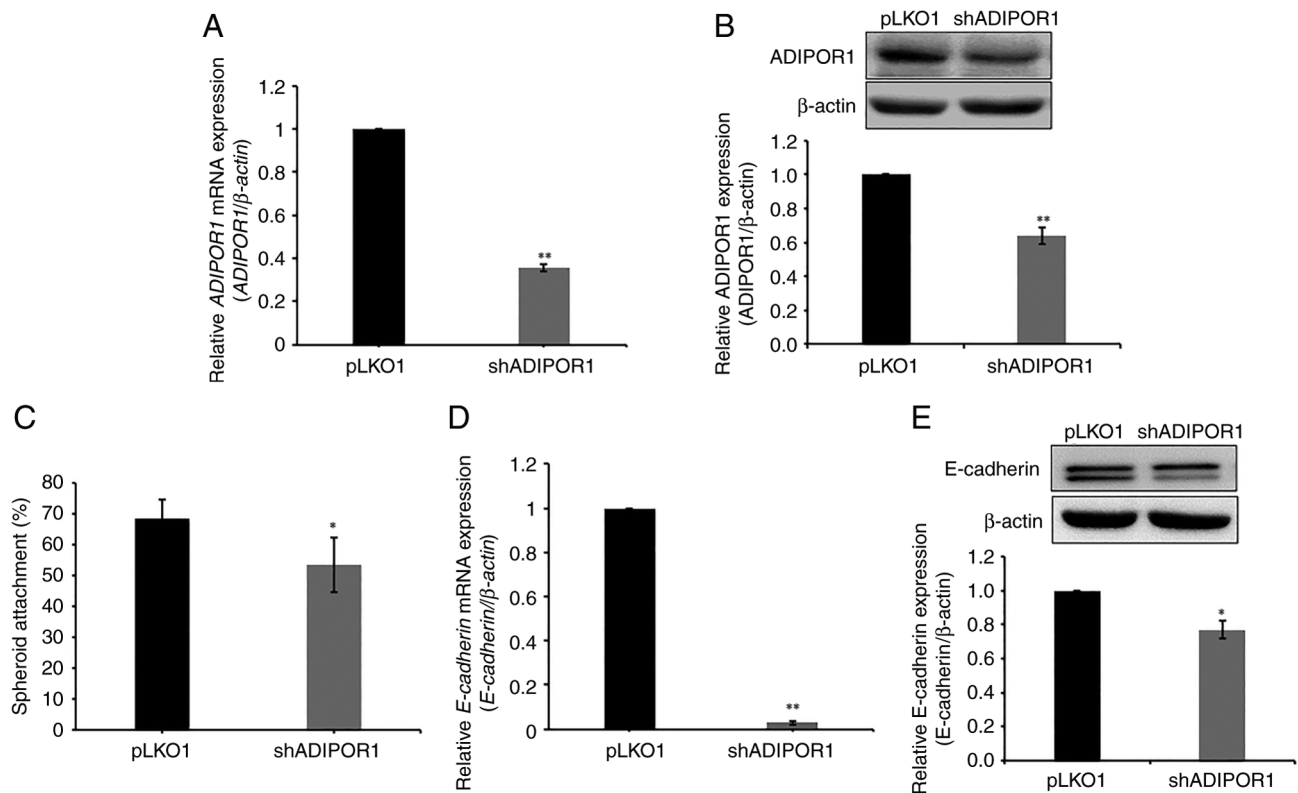 A
Relative ADIPOR1 mRNA expression
(ADIPOR1/β-actin)
1.2
1
0.8
0.6
0.4
0.2
0
**
pLKO1
shADIPOR1
B
pLKO1 shADIPOR1
ADIPOR1
β-actin
Relative ADIPOR1 expression
(ADIPOR1/β-actin)
1.2
1.0
0.8
0.6
0.4
0.2
0.0
**
pLKO1
shADIPOR1
C
Spheroid attachment (%)
80
70
60
50
40
30
20
10
0
*
pLKO1
shADIPOR1
D
Relative E-cadherin mRNA expression
(E-cadherin//β-actin)
1.2
1
0.8
0.6
0.4
0.2
0
**
pLKO1
shADIPOR1
E
pLKO1 shADIPOR1
E-cadherin
β-actin
Relative E-cadherin expression
(E-cadherin/β-actin)
1.2
1.0
0.8
0.6
0.4
0.2
0.0
*
pLKO1
shADIPOR1